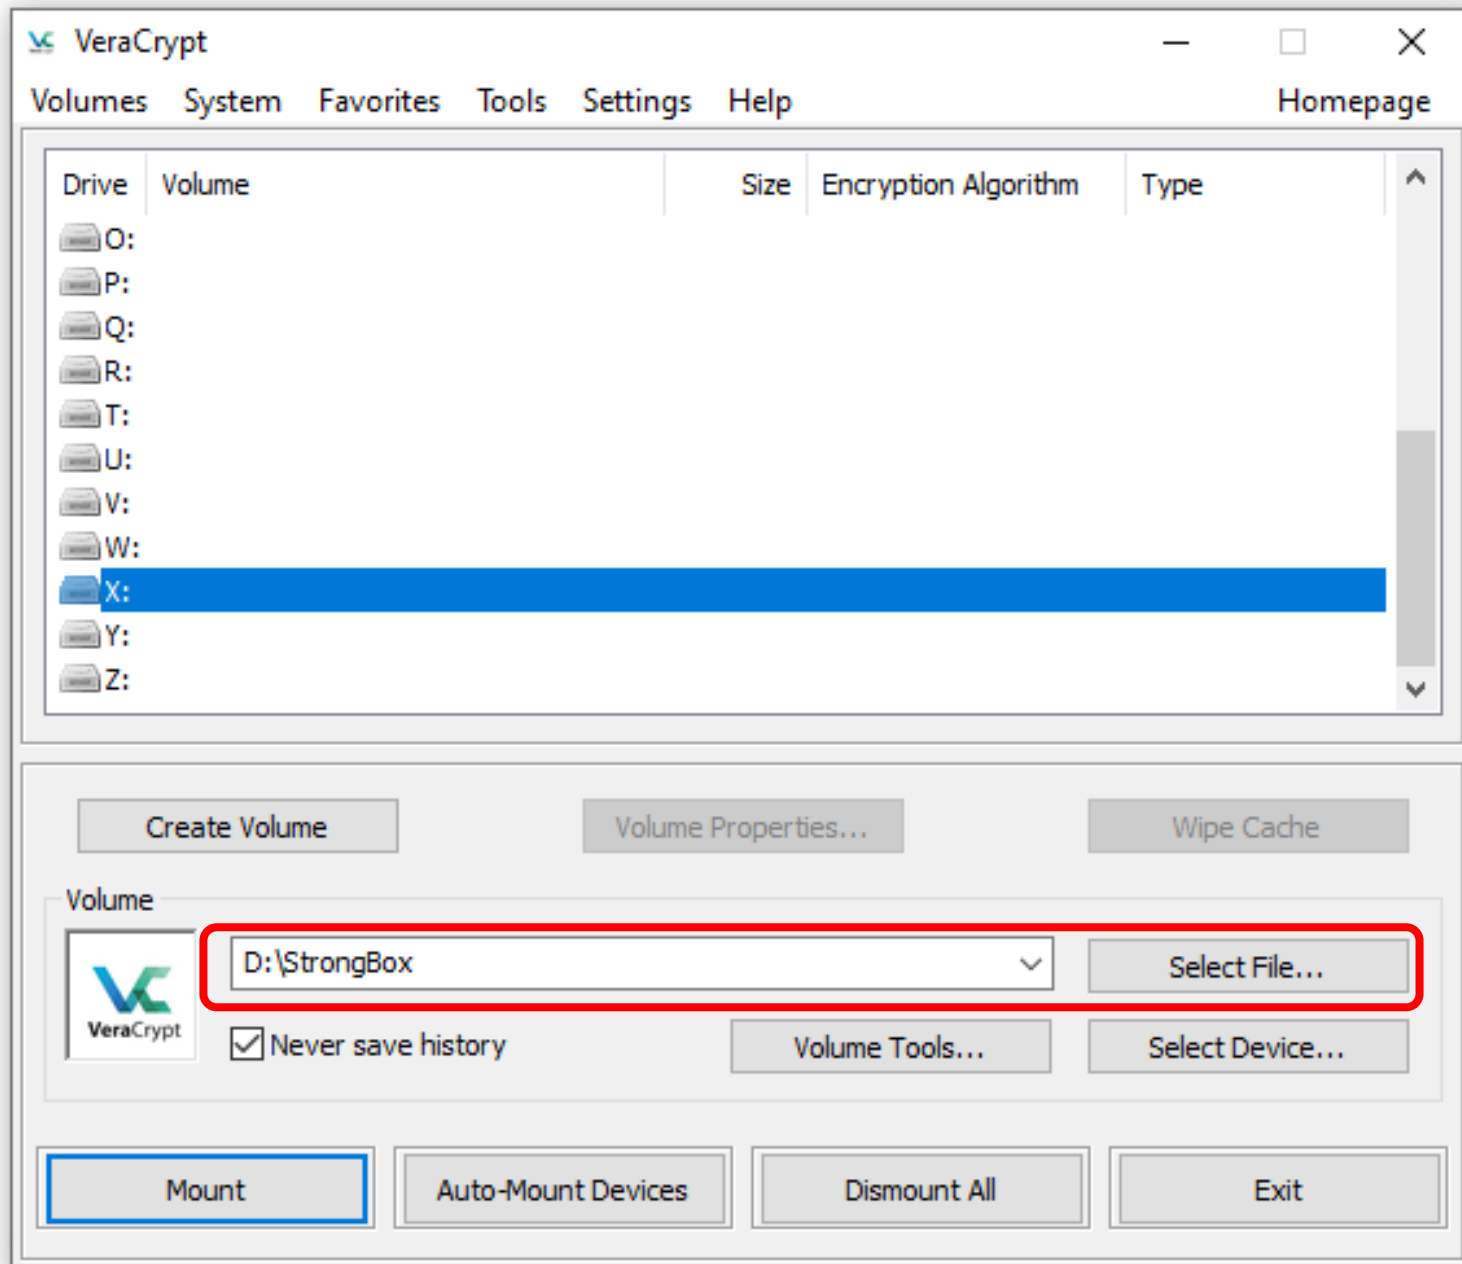 VeraCrypt
Volumes System Favorites Tools Settings Help Homepage
Drive Volume Size Encryption Algorithm Type
O:
P:
Q:
R:
T:
U:
V:
W:
X:
Y:
Z:
Create Volume Volume Properties... Wipe Cache
Volume
D:\StrongBox Select File...
VeraCrypt
Never save history Volume Tools... Select Device...
Mount Auto-Mount Devices Dismount All Exit